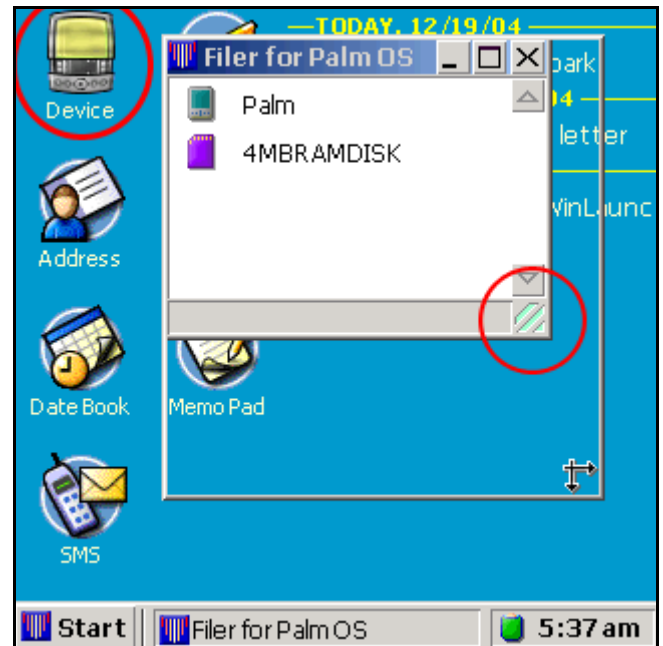 TODAY, 12/19/04
Filer for Palm OS
park
04
Device
Palm
letter
4MBRAMDISK
WinLaunc
Address
Date Book
Memo Pad
SMS
Start
Filer for Palm OS
5:37 am